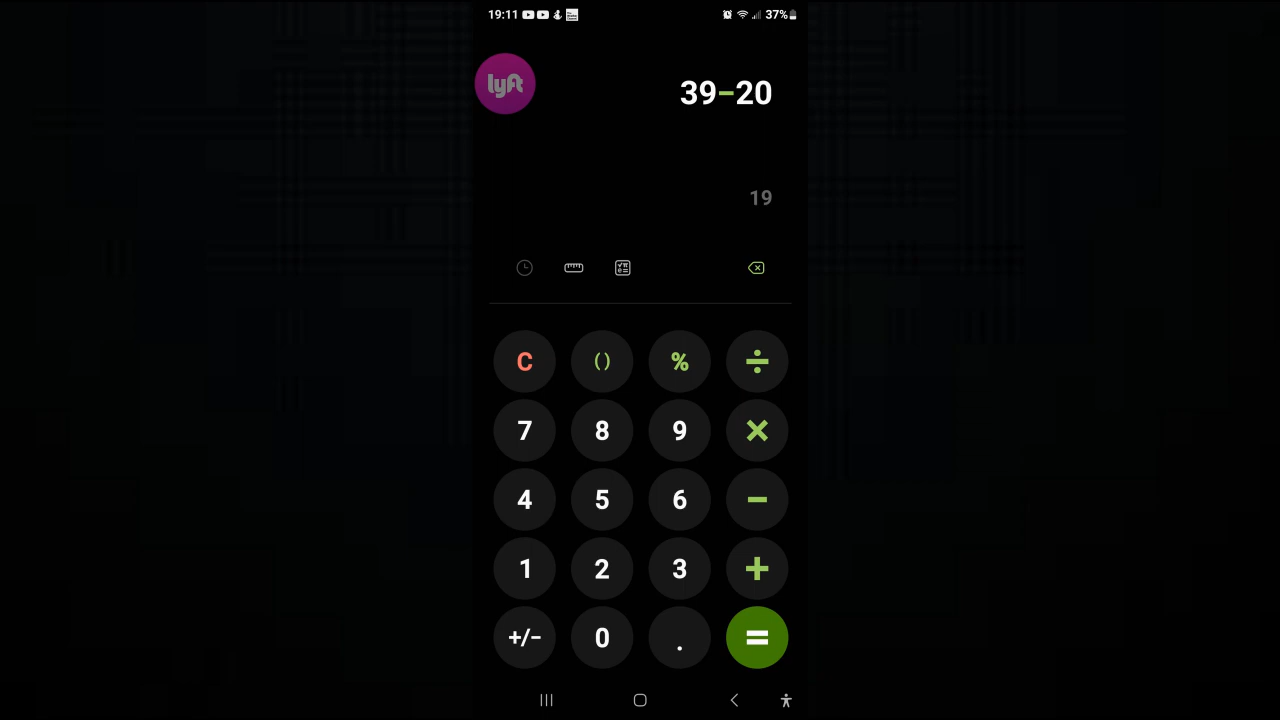 19:11 37%
lyft
39−20
19
C () % ÷
7 8 9 ×
4 5 6 −
1 2 3 +
+/− 0 . =